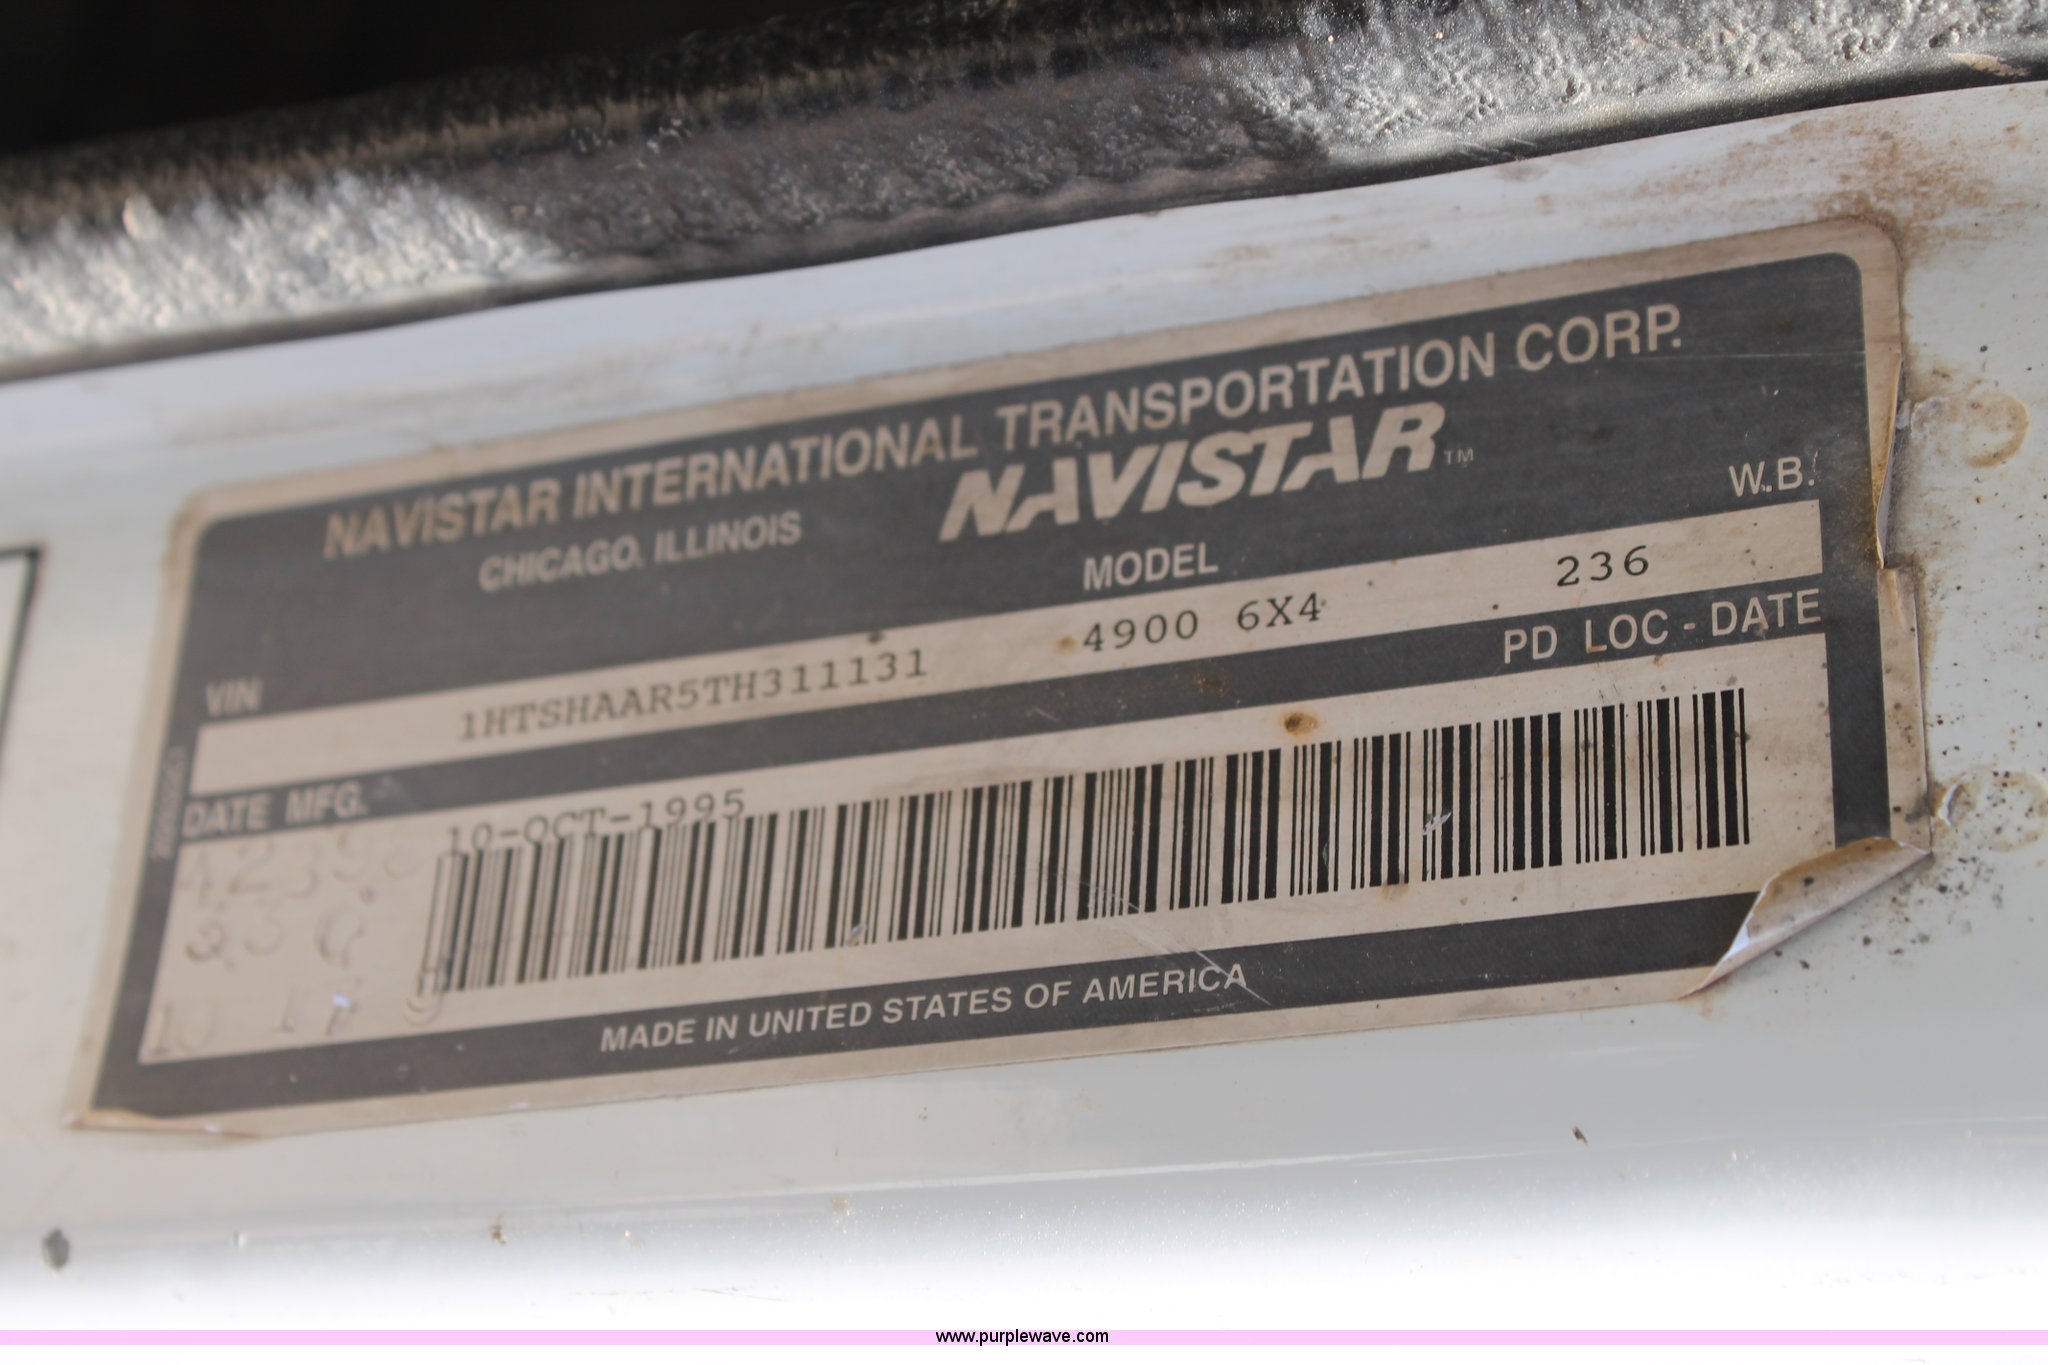 NAVISTAR INTERNATIONAL TRANSPORTATION CORP.
CHICAGO, ILLINOIS
NAVISTAR™
VIN
MODEL
W.B.
1HTSHAAR5TH311131
4900 6X4
236
DATE MFG.
PD LOC - DATE
10-OCT-1995
MADE IN UNITED STATES OF AMERICA
www.purplewave.com